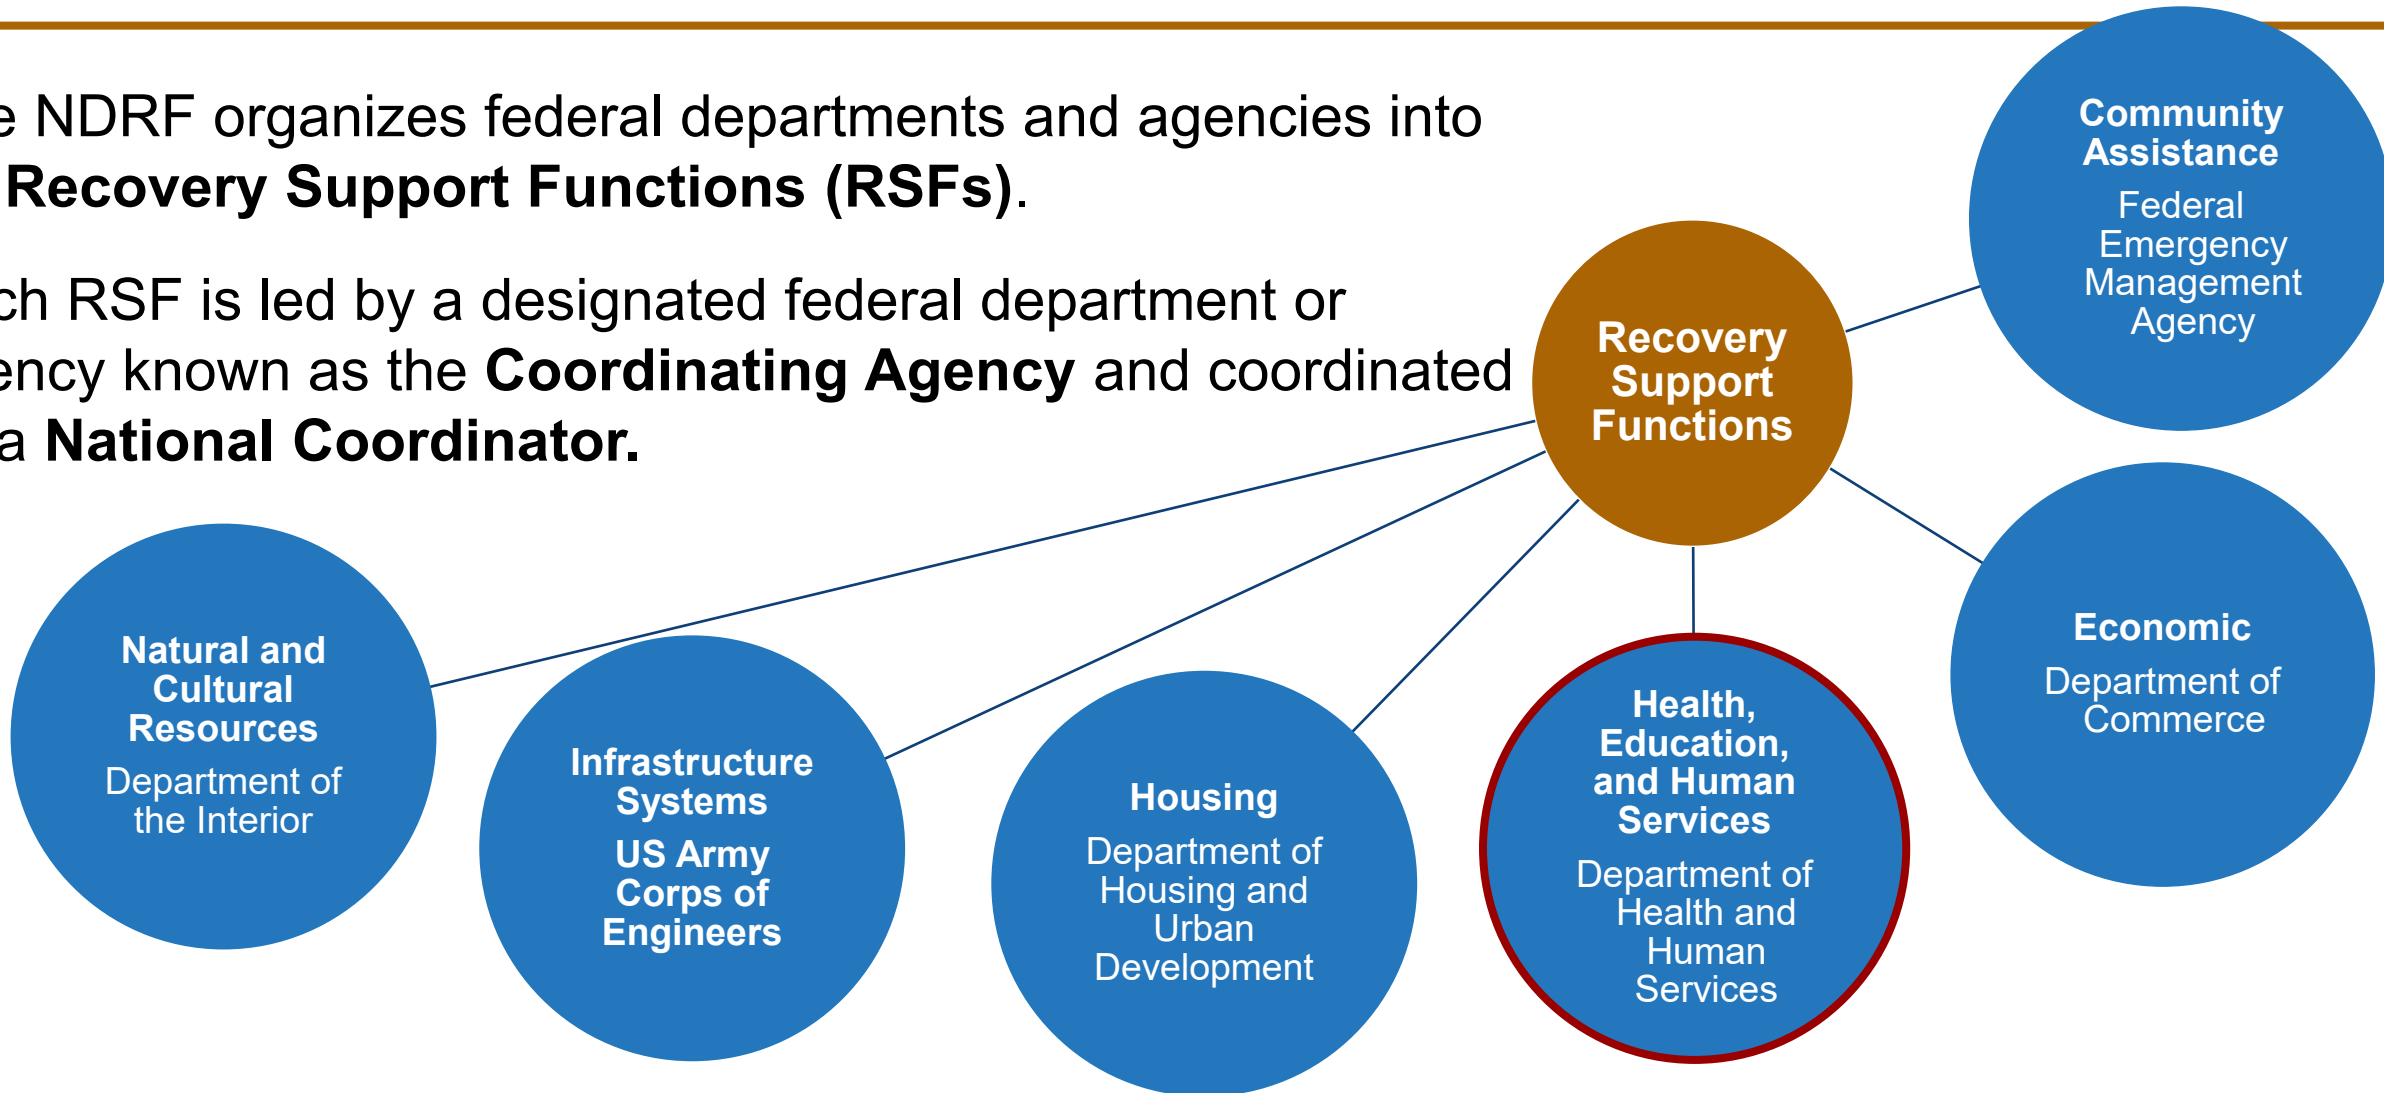 e NDRF organizes federal departments and agencies into
Recovery Support Functions (RSFs).
ch RSF is led by a designated federal department or
ency known as the Coordinating Agency and coordinated
a National Coordinator.
Recovery
Support
Functions
Community
Assistance
Federal
Emergency
Management
Agency
Economic
Department of
Commerce
Health,
Education,
and Human
Services
Department of
Health and
Human
Services
Housing
Department of
Housing and
Urban
Development
Infrastructure
Systems
US Army
Corps of
Engineers
Natural and
Cultural
Resources
Department of
the Interior